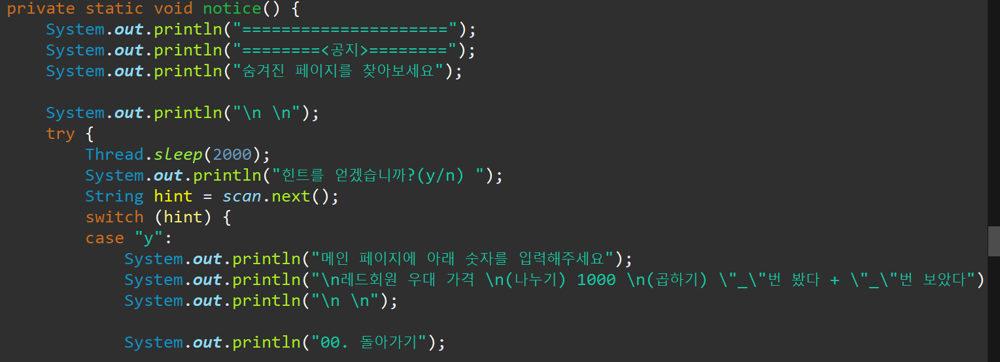 private static void notice() {
System.out.println("=====================");
System.out.println("========<공지>========");
System.out.println("숨겨진 페이지를 찾아보세요");
System.out.println("\n \n");
try {
Thread.sleep(2000);
System.out.println("힌트를 얻겠습니까?(y/n) ");
String hint = scan.next();
switch (hint) {
case "y":
System.out.println("메인 페이지에 아래 숫자를 입력해주세요");
System.out.println("\n레드회원 우대 가격 \n(나누기) 1000 \n(곱하기) \"_\"번 봤다 + \"_\"번 보았다")
System.out.println("\n \n");
System.out.println("00. 돌아가기");